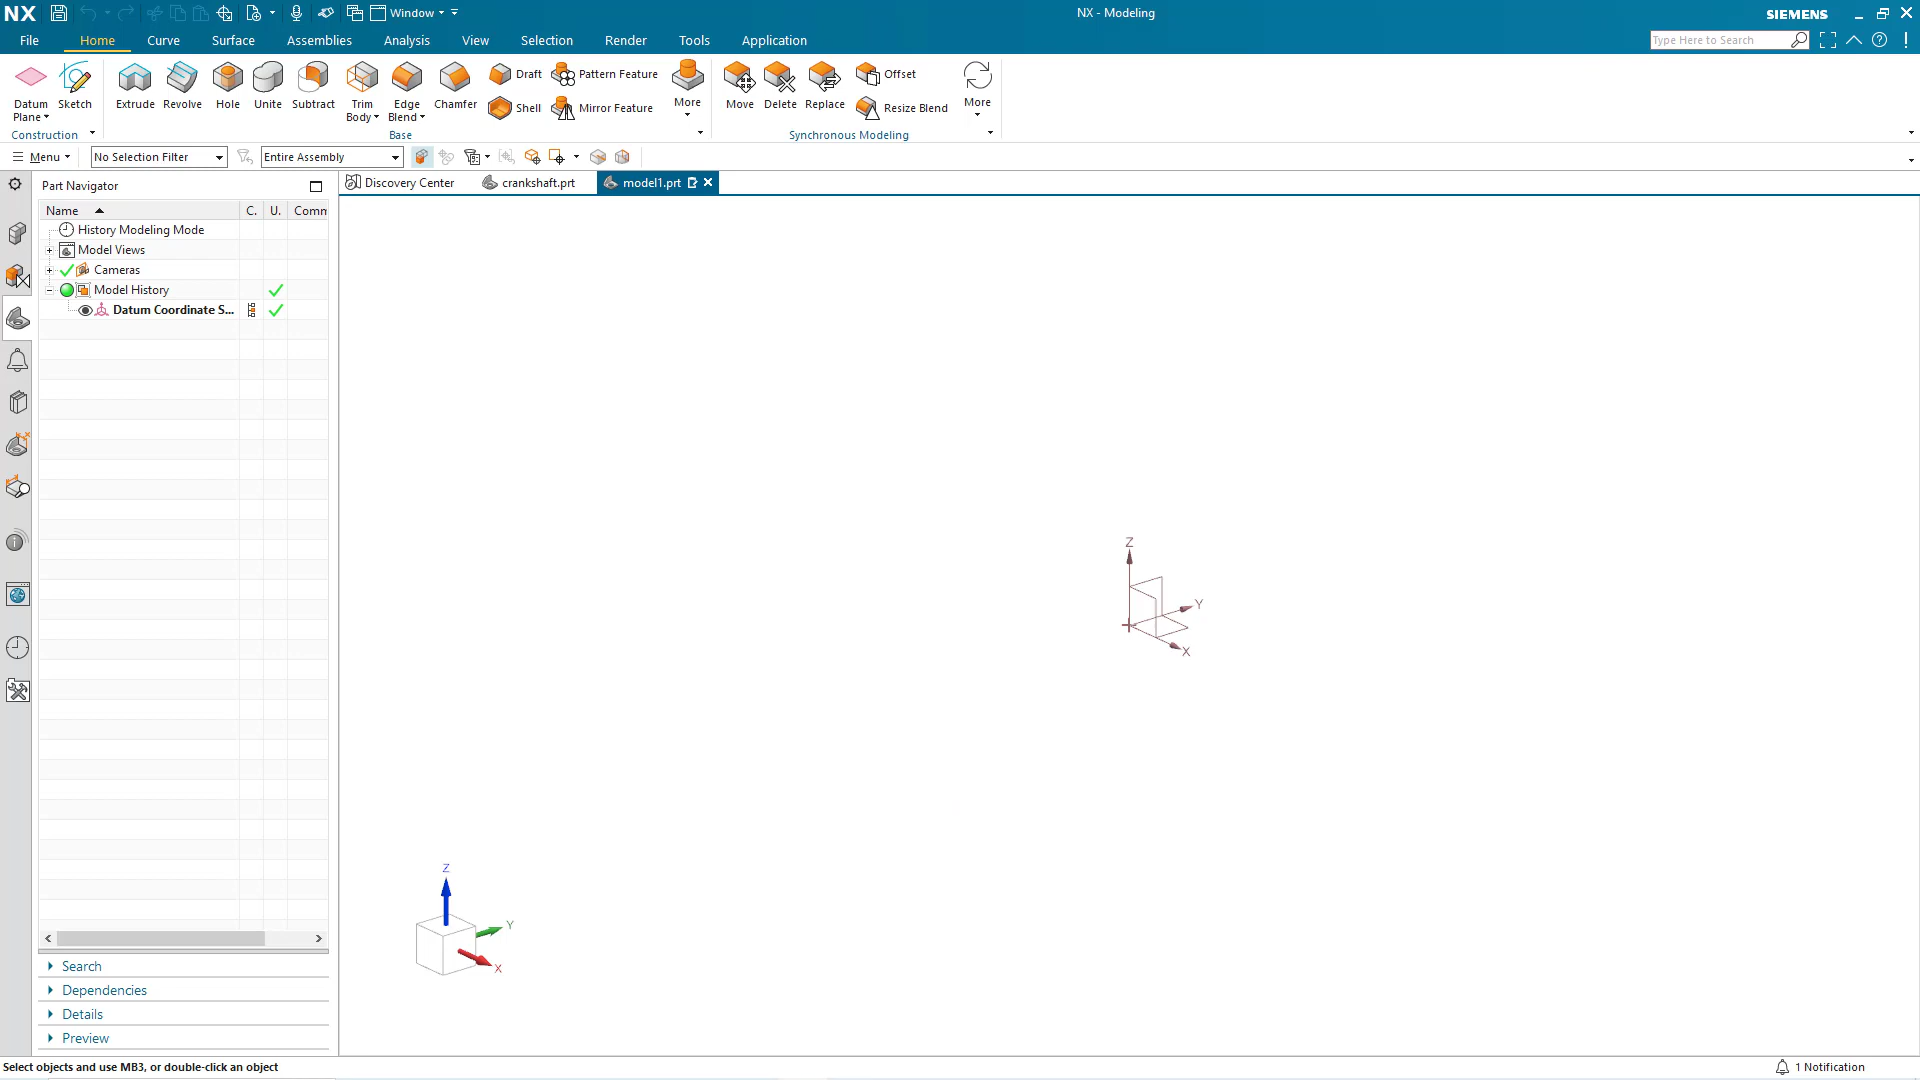 NX
Window
NX - Modeling
SIEMENS
File
Home
Curve
Surface
Assemblies
Analysis
View
Selection
Render
Tools
Application
Type Here to Search
Datum
Plane
Sketch
Extrude
Revolve
Hole
Unite
Subtract
Trim
Body
Edge
Blend
Chamfer
Draft
Shell
Pattern Feature
Mirror Feature
More
Move
Delete
Replace
Offset
Resize Blend
More
Construction
Base
Synchronous Modeling
Menu
No Selection Filter
Entire Assembly
Part Navigator
Discovery Center
crankshaft.prt
model1.prt
Name
C.
U.
Comm
History Modeling Mode
Model Views
Cameras
Model History
Datum Coordinate S...
Z
Y
X
Z
Y
X
Search
Dependencies
Details
Preview
Select objects and use MB3, or double-click an object
1 Notification